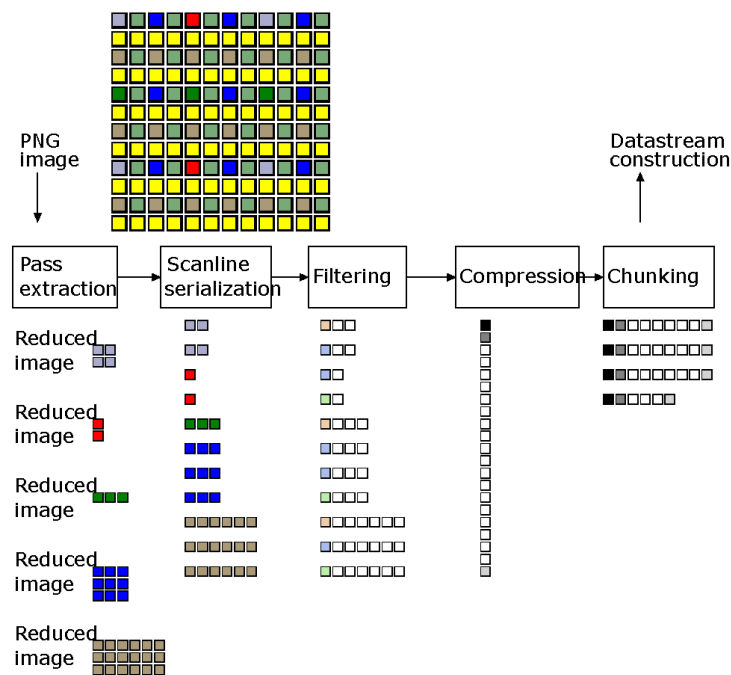 PNG
image
Datastream
construction
Pass
extraction
Scanline
serialization
Filtering
Compression
Chunking
Reduced
image
Reduced
image
Reduced
image
Reduced
image
Reduced
image